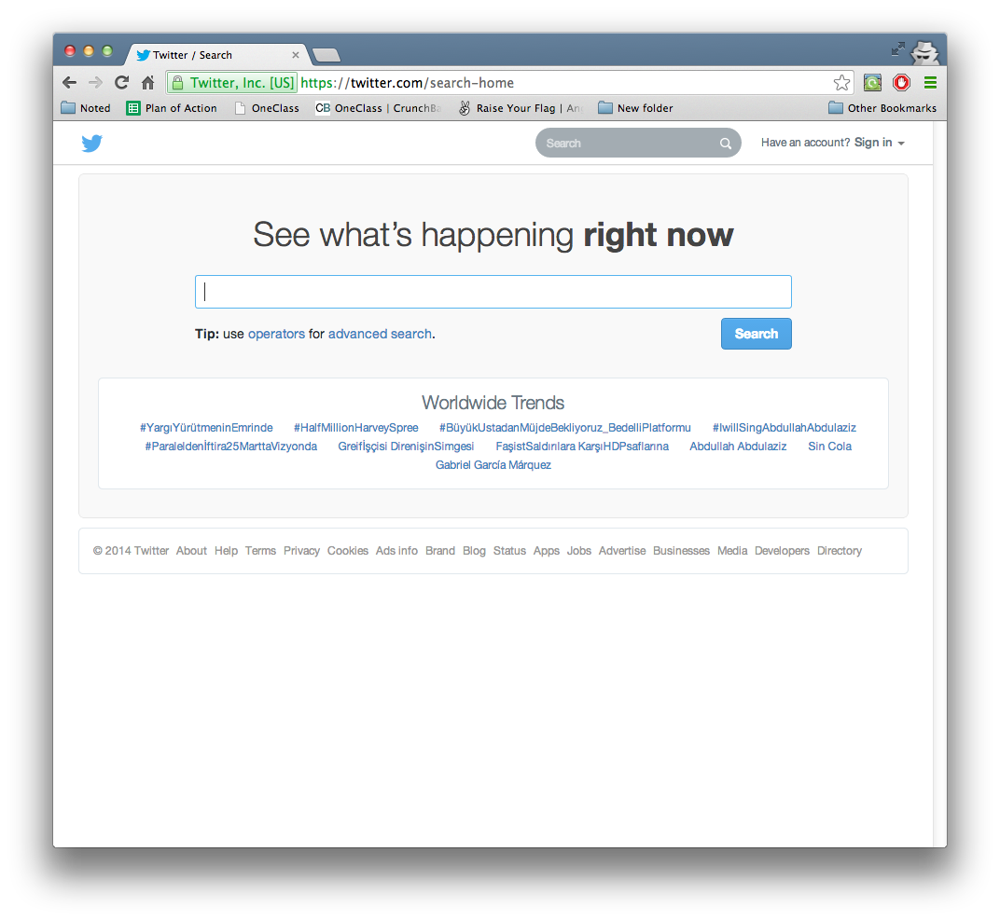 Twitter / Search
Twitter, Inc. [US] https://twitter.com/search-home
Noted Plan of Action OneClass CB OneClass | CrunchBa Raise Your Flag | An New folder Other Bookmarks
Search Have an account? Sign in
See what's happening right now
Tip: use operators for advanced search.
Search
Worldwide Trends
#YargıYürütmeninEmrinde #HalfMillionHarveySpree #BüyükUstadanMüjdeBekliyoruz_BedelliPlatformu #IwillSingAbdullahAbdulaziz
#ParaleldenİftiraMarttaVizyonda25 Greifİşçisi DirenişinSimgesi FaşistSaldırılara KarşıHDPsaflarına Abdullah Abdulaziz Sin Cola
Gabriel García Márquez
© 2014 Twitter About Help Terms Privacy Cookies Ads info Brand Blog Status Apps Jobs Advertise Businesses Media Developers Directory